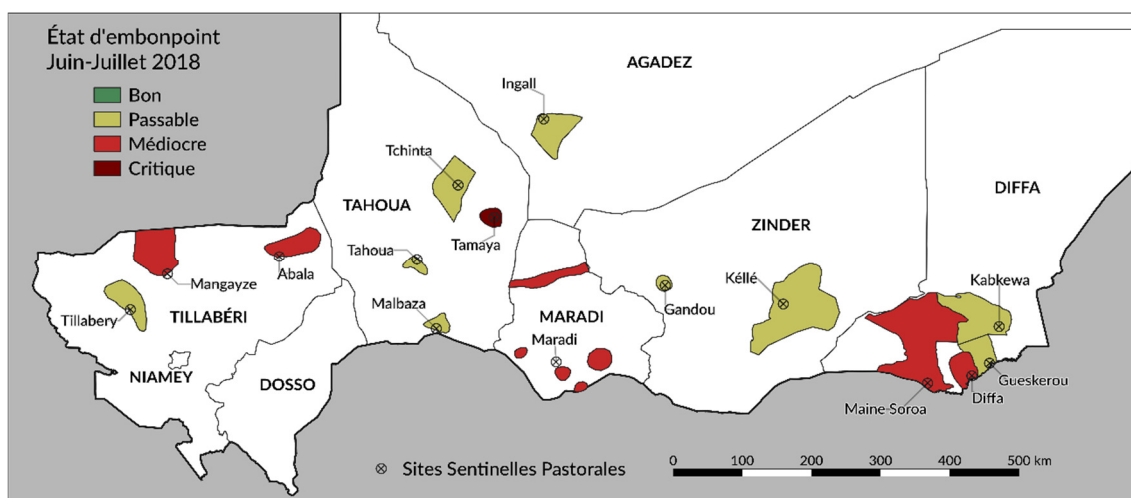 État d'embonpoint
Juin-Juillet 2018
Bon
Passable
Médiocre
Critique
AGADEZ
Ingall
Tchinta
DIFFA
TAHOUA
ZINDER
Tamaya
Tahoua
Abala
Mangayze
Kéllé
Kabkewa
Gandou
Malbaza
Tillabery
TILLABÉRI
MARADI
Maradi
NIAMEY
DOSSO
Gueskerou
Diffa
Maine-Soroa
Sites Sentinelles Pastorales
0 100 200 300 400 500 km